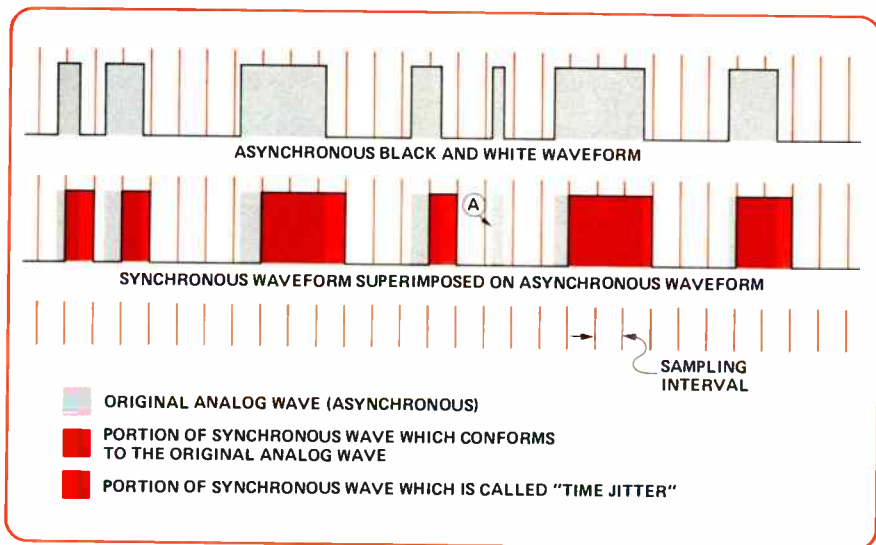 ASYNCHRONOUS BLACK AND WHITE WAVEFORM
A
SYNCHRONOUS WAVEFORM SUPERIMPOSED ON ASYNCHRONOUS WAVEFORM
SAMPLING
INTERVAL
ORIGINAL ANALOG WAVE (ASYNCHRONOUS)
PORTION OF SYNCHRONOUS WAVE WHICH CONFORMS
TO THE ORIGINAL ANALOG WAVE
PORTION OF SYNCHRONOUS WAVE WHICH IS CALLED "TIME JITTER"